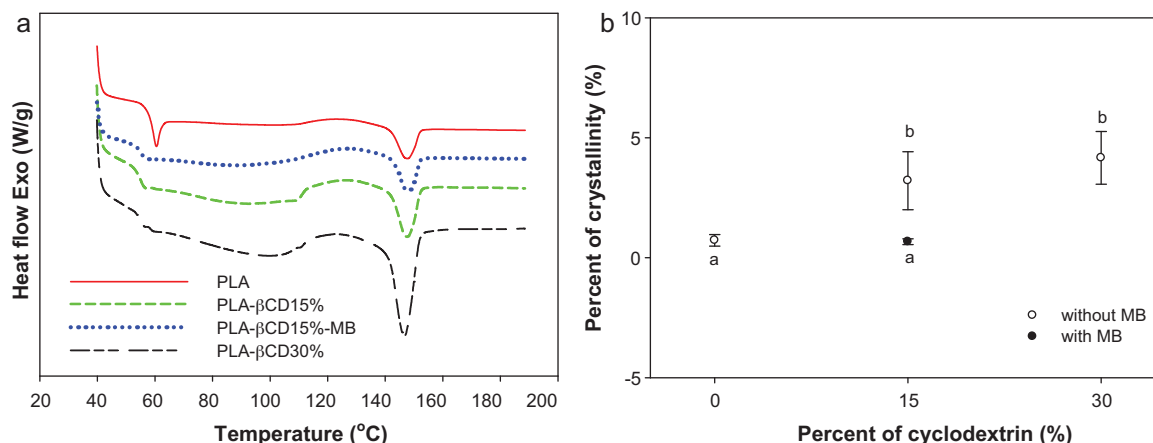 a
Heat flow Exo (W/g)
PLA
PLA-βCD15%
PLA-βCD15%-MB
PLA-βCD30%
20 40 60 80 100 120 140 160 180 200
Temperature (°C)
b
Percent of crystallinity (%)
10
5
0
-5
b
b
a
a
without MB
with MB
0 15 30
Percent of cyclodextrin (%)